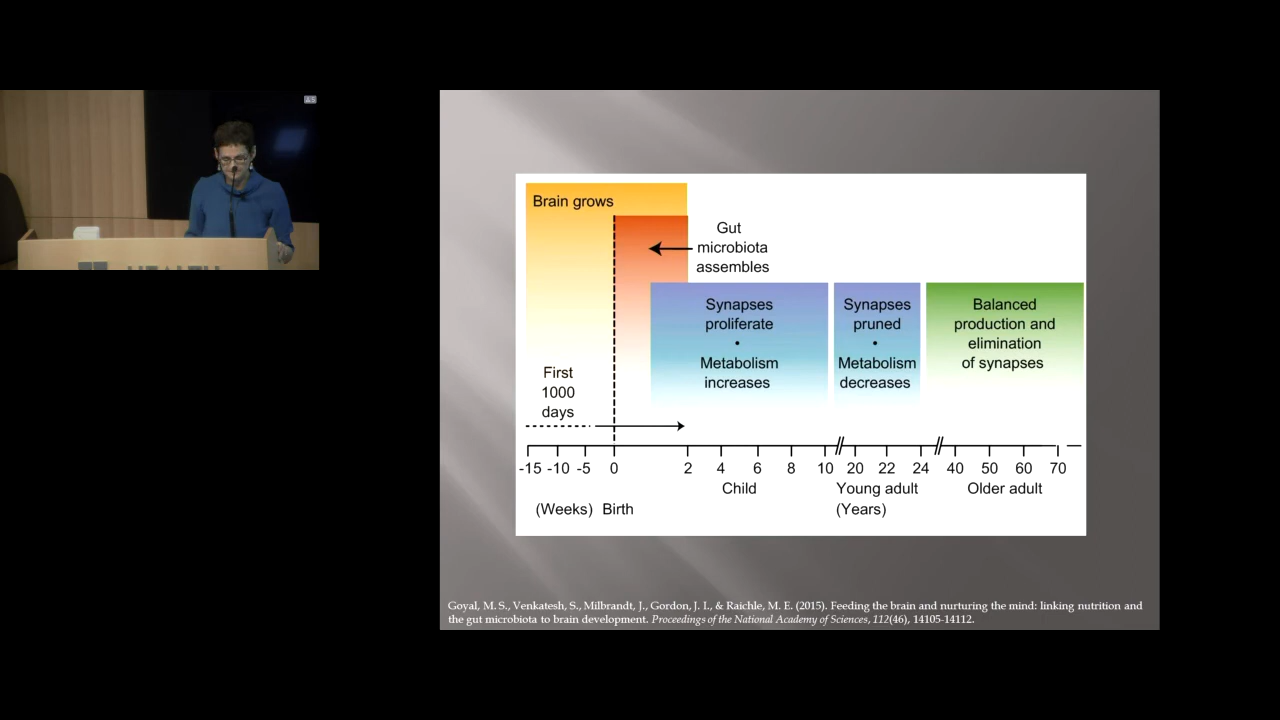 Brain grows
Gut
microbiota
assembles
Synapses
proliferate
•
Metabolism
increases
Synapses
pruned
•
Metabolism
decreases
Balanced
production and
elimination
of synapses
First
1000
days
-15 -10 -5 0 2 4 6 8 10 20 22 24 40 50 60 70
Child Young adult Older adult
(Weeks) Birth (Years)
Goyal, M. S., Venkatesh, S., Milbrandt, J., Gordon, J. I., & Raichle, M. E. (2015). Feeding the brain and nurturing the mind: linking nutrition and
the gut microbiota to brain development. Proceedings of the National Academy of Sciences, 112(46), 14105-14112.